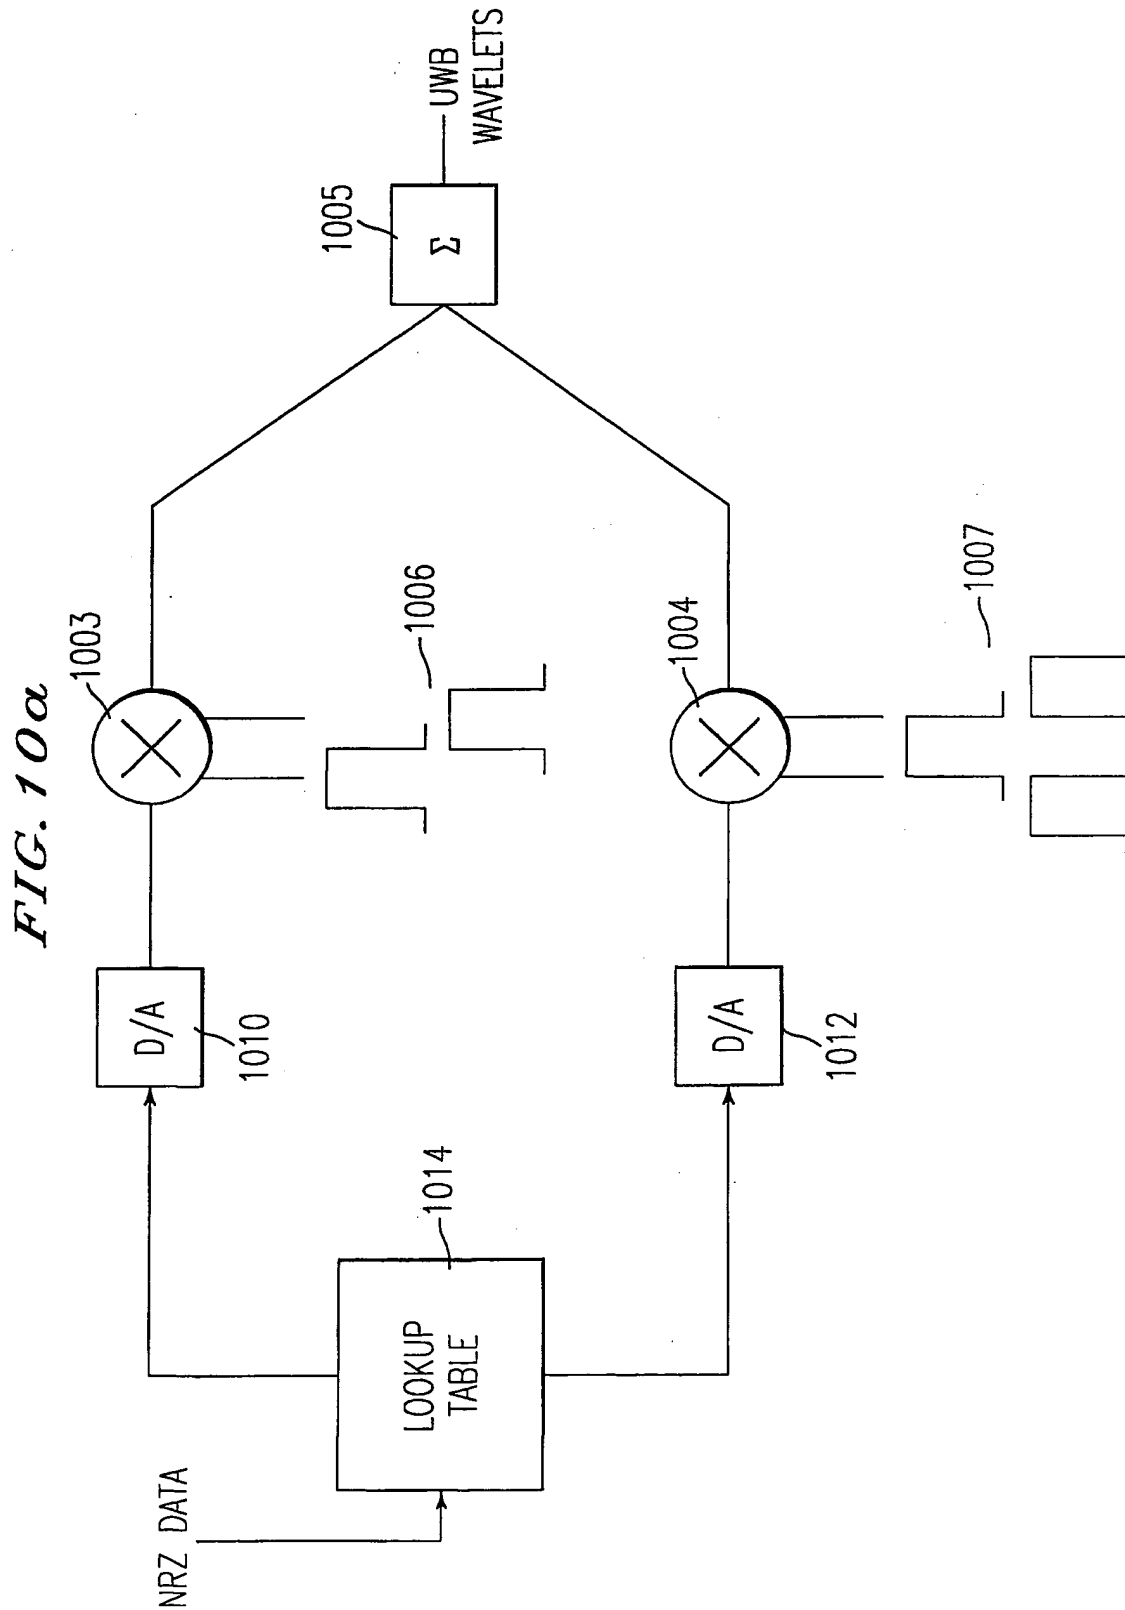 FIG. 10a
NRZ DATA
LOOKUP
TABLE
1014
D/A
1010
1003
1006
D/A
1012
1004
1007
1005
Σ
UWB
WAVELETS